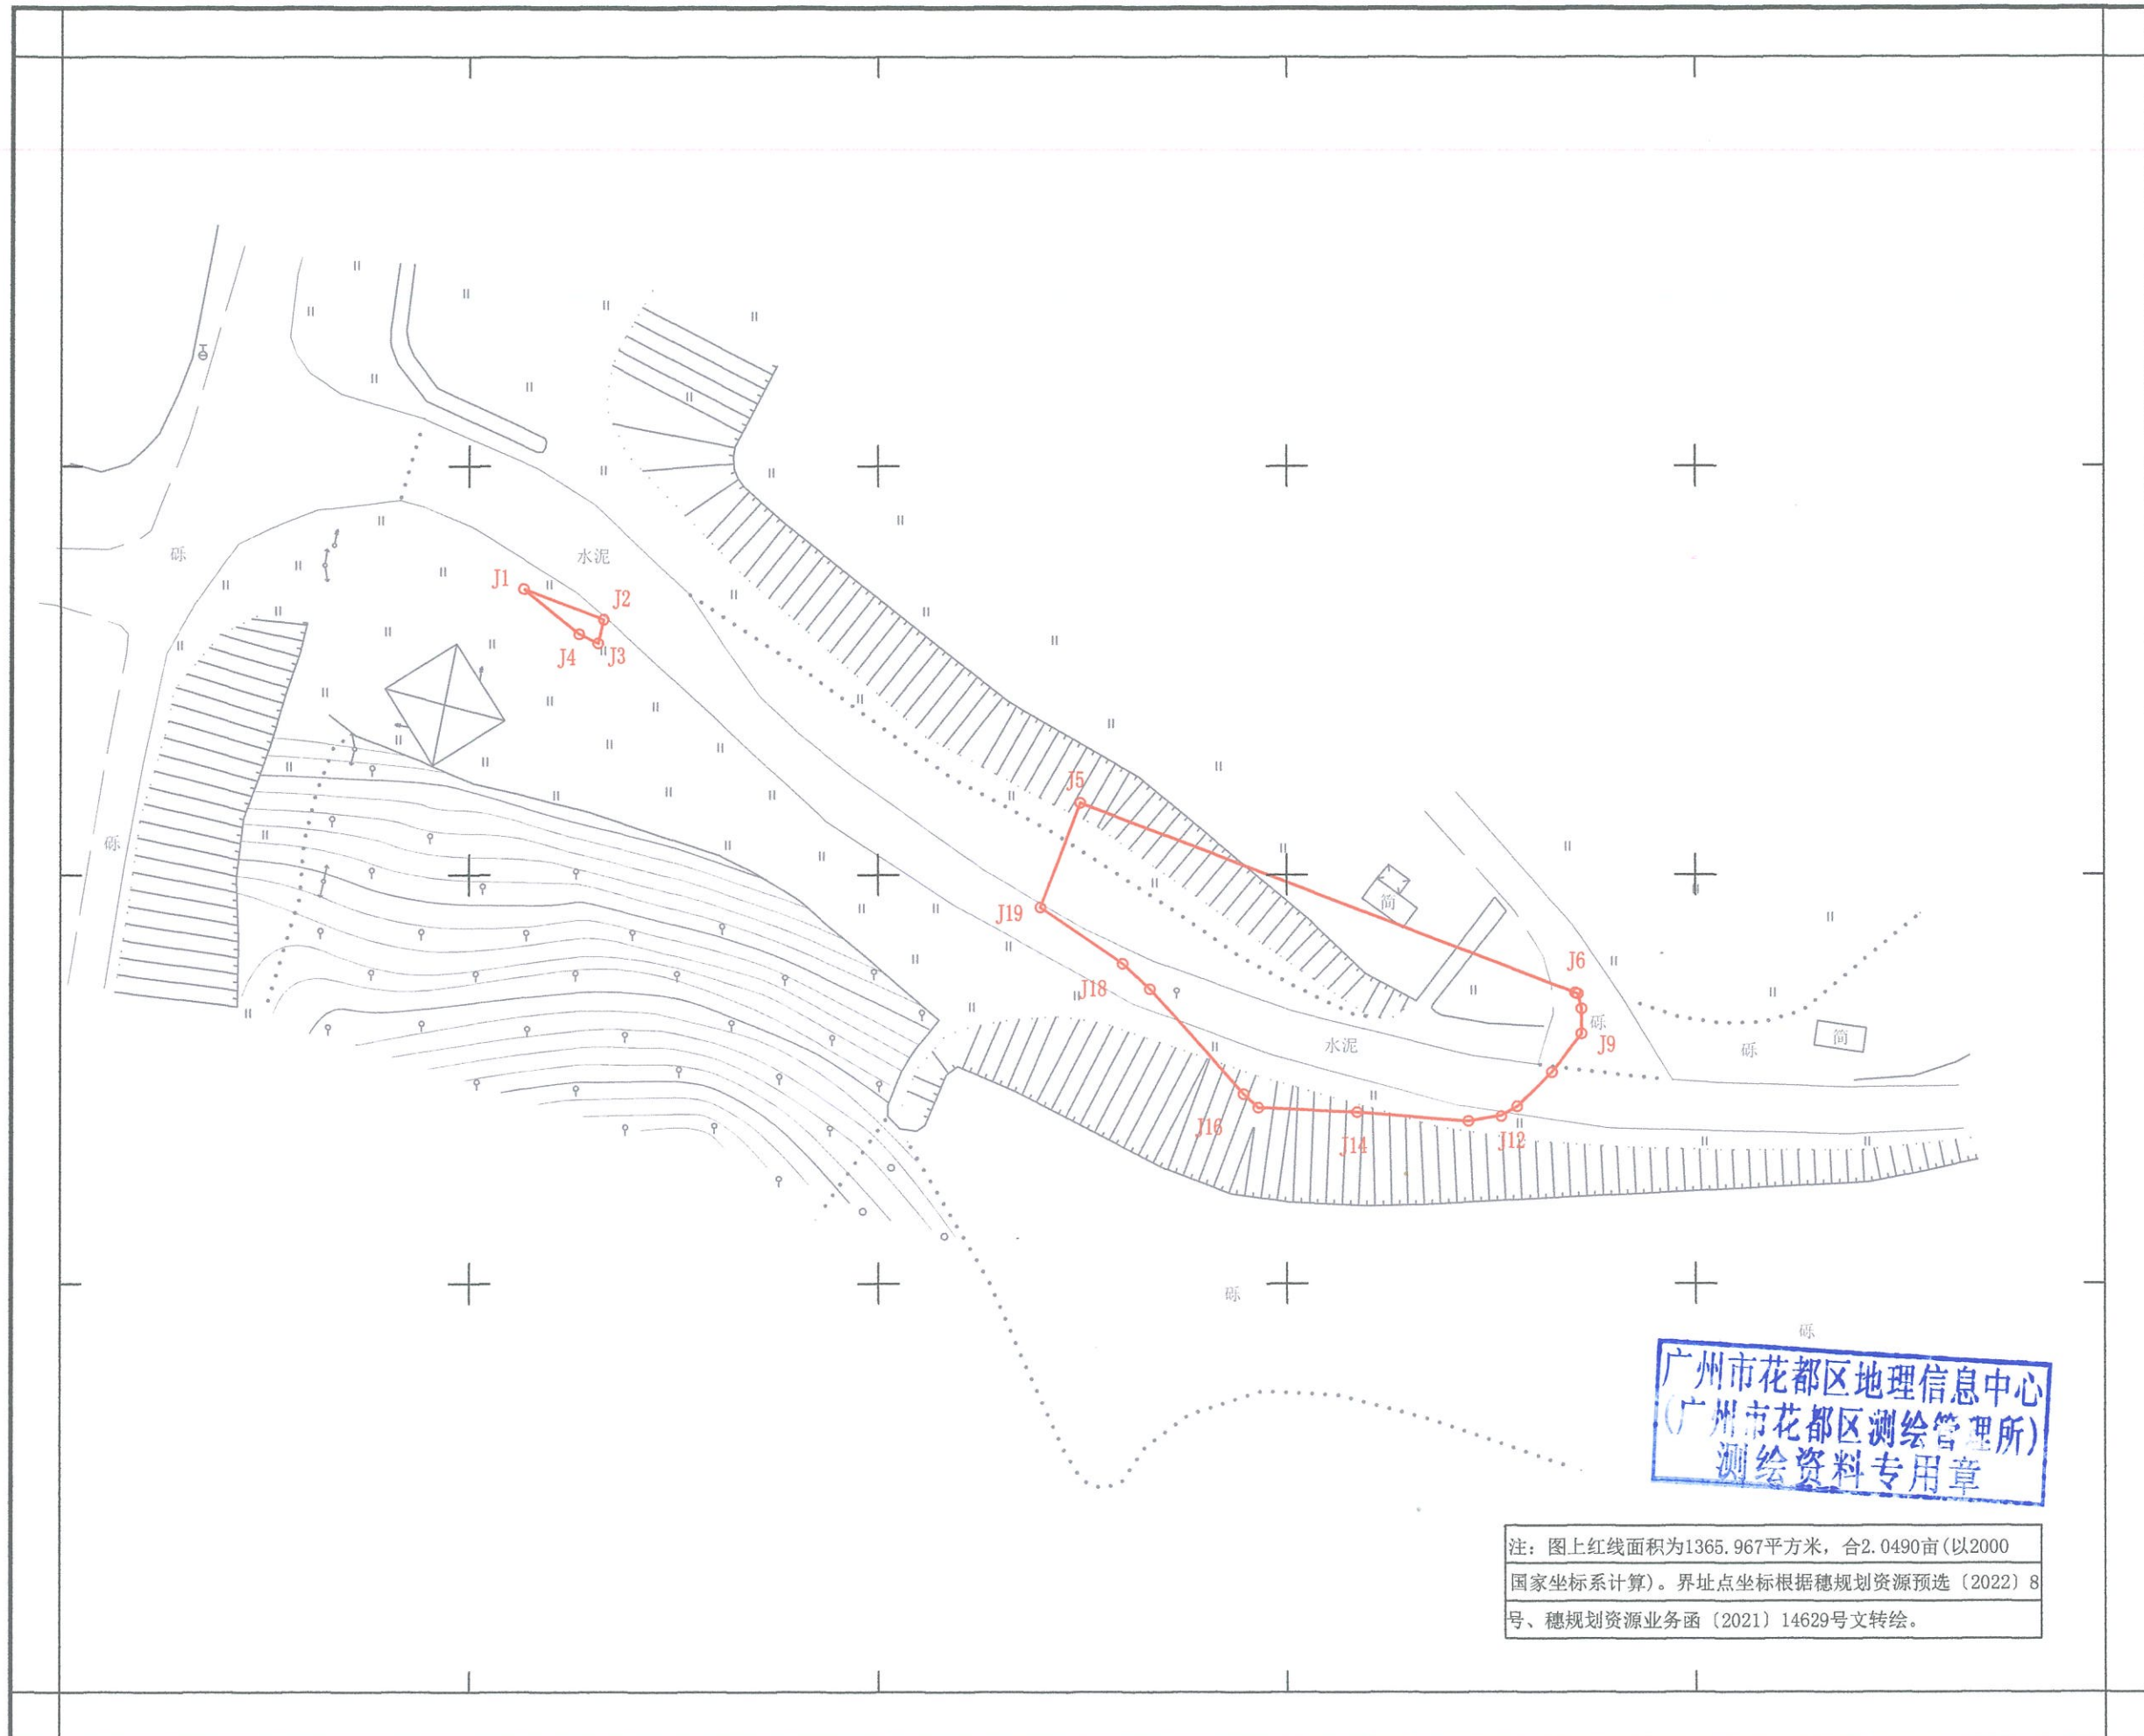 水泥
砾
J1
J2
J4
J3
J5
砾
简
J19
J6
J18
砾
J9
水泥
砾
简
J16
J14
J12
砾
砾
广州市花都区地理信息中心
(广州市花都区测绘管理所)
测绘资料专用章
注：图上红线面积为1365.967平方米，合2.0490亩(以2000
国家坐标系计算)。界址点坐标根据穗规划资源预选〔2022〕8
号、穗规划资源业务函〔2021〕14629号文转绘。